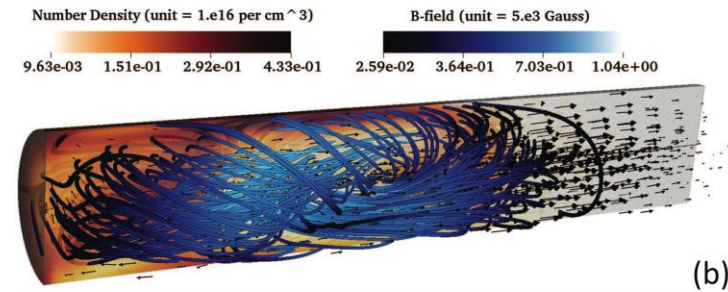 Number Density (unit = 1.e16 per cm^3) B-field (unit = 5.e3 Gauss)
9.63e-03 1.51e-01 2.92e-01 4.33e-01 2.59e-02 3.64e-01 7.03e-01 1.04e+00
(b)